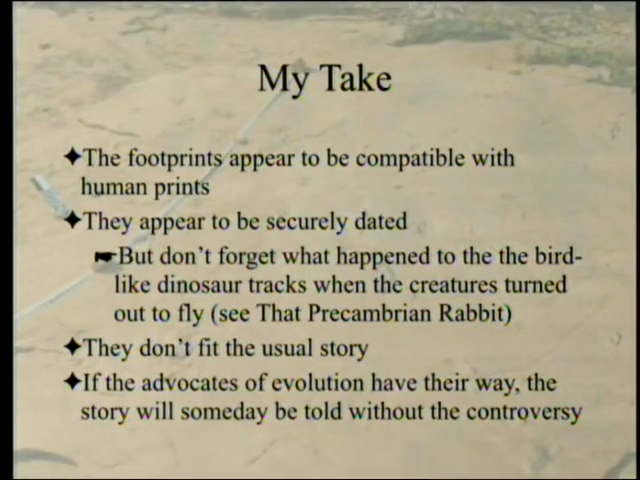 My Take
The footprints appear to be compatible with
human prints
They appear to be securely dated
But don't forget what happened to the the bird-
like dinosaur tracks when the creatures turned
out to fly (see That Precambrian Rabbit)
They don't fit the usual story
If the advocates of evolution have their way, the
story will someday be told without the controversy